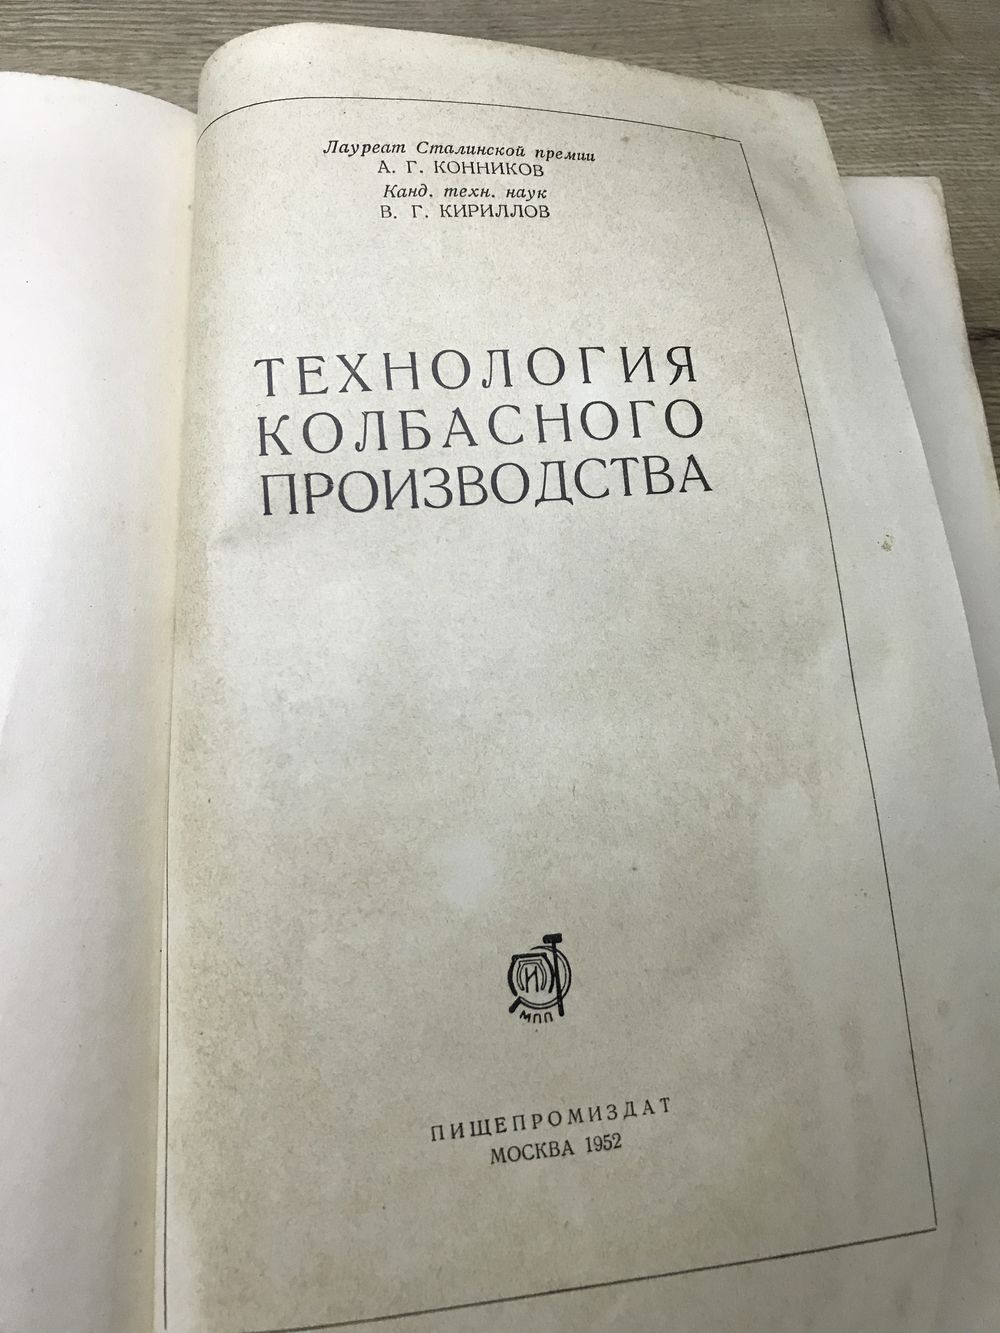 Лауреат Сталинской премии
А. Г. КОННИКОВ
Канд. техн. наук
В. Г. КИРИЛЛОВ
ТЕХНОЛОГИЯ
КОЛБАСНОГО
ПРОИЗВОДСТВА
МПП
ПИЩЕПРОМИЗДАТ
МОСКВА 1952